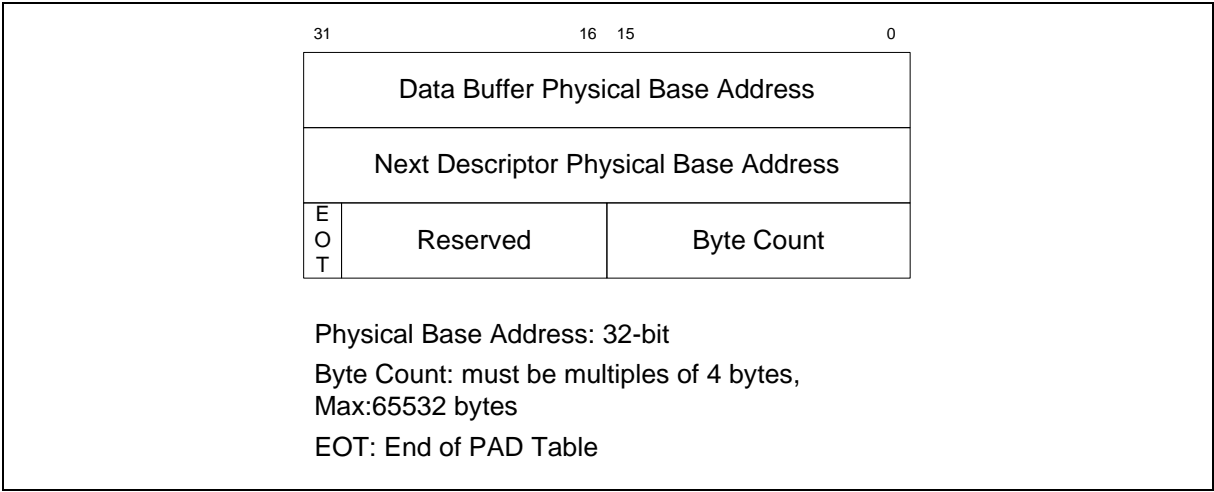 31 16 15 0
Data Buffer Physical Base Address
Next Descriptor Physical Base Address
E
O
T
Reserved
Byte Count
Physical Base Address: 32-bit
Byte Count: must be multiples of 4 bytes,
Max:65532 bytes
EOT: End of PAD Table